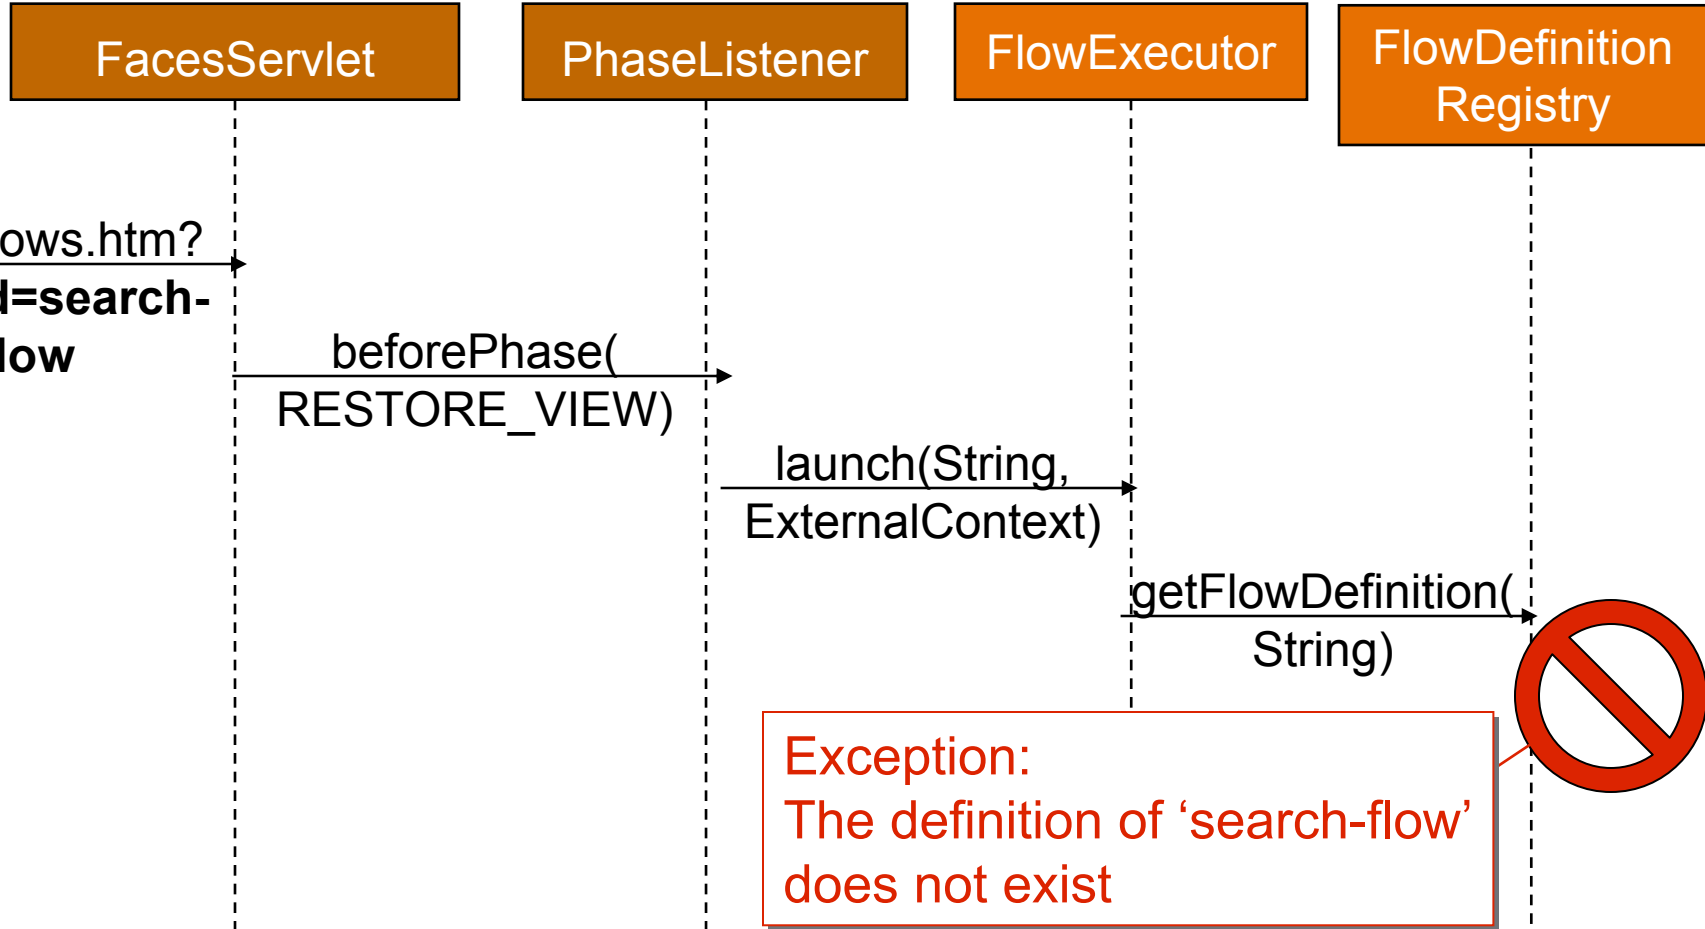 FacesServlet
PhaseListener
FlowExecutor
FlowDefinition
Registry
ows.htm?
d=search-
low
beforePhase(
RESTORE_VIEW)
launch(String,
ExternalContext)
getFlowDefinition(
String)
Exception:
The definition of ‘search-flow’
does not exist